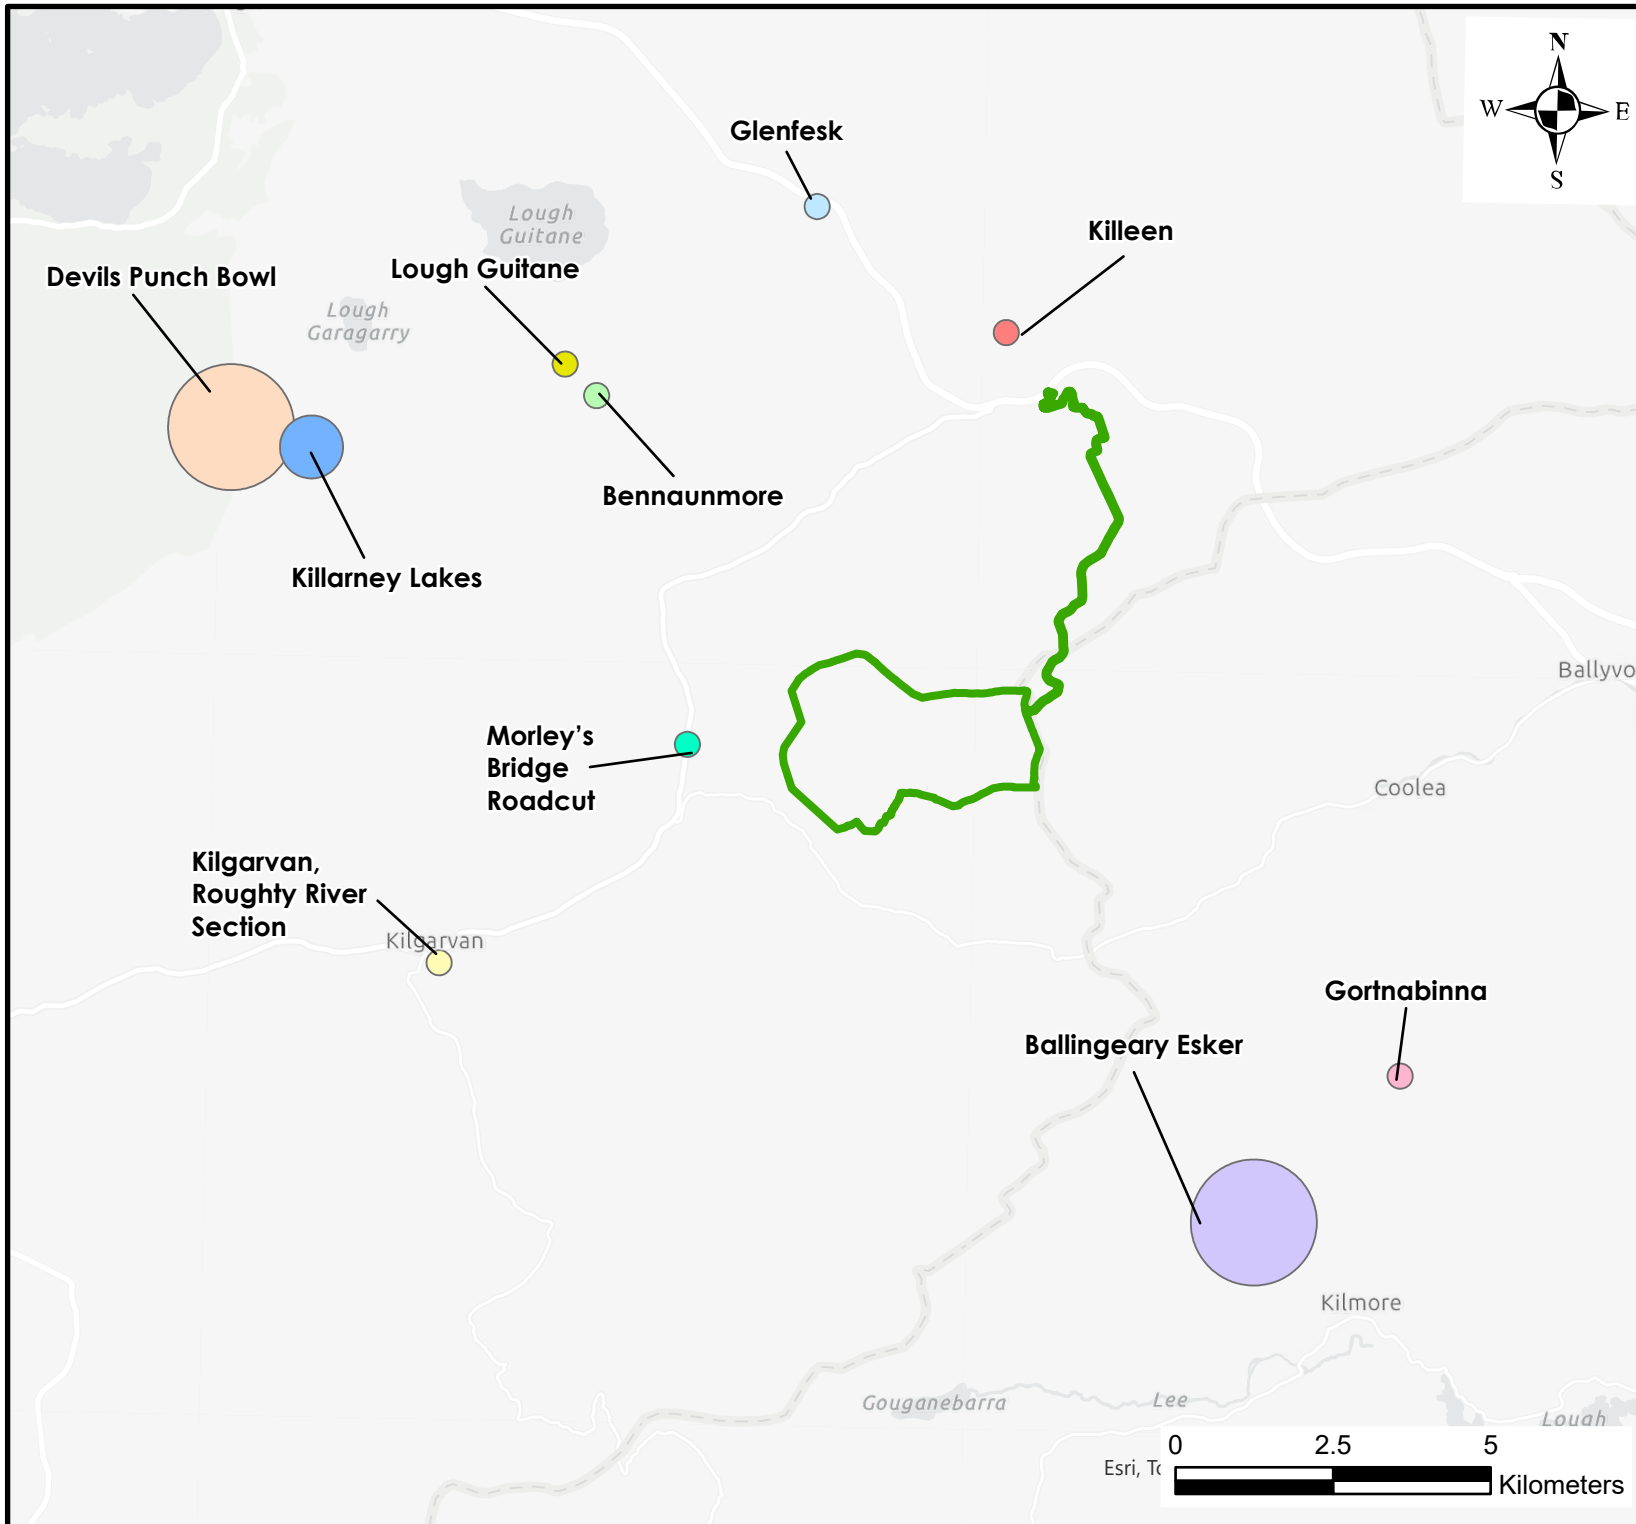 N
W
E
S
Glenfesk
Killeen
Lough
Guitane
Lough Guitane
Devils Punch Bowl
Lough
Garagarry
Bennaunmore
Killarney Lakes
Ballyvo
Morley’s
Bridge
Roadcut
Coolea
Kilgarvan,
Roughty River
Section
Kilgarvan
Gortnabinna
Ballingeary Esker
Kilmore
Gouganebarra
Lee
Lough
0 2.5 5
Kilometers
Esri, To